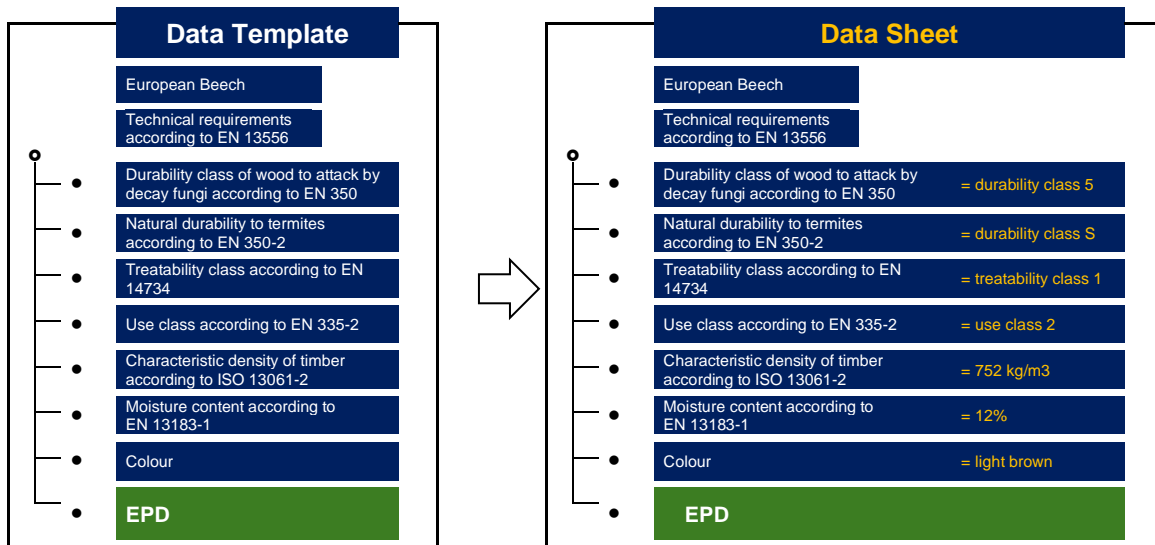 Data Template
European Beech
Technical requirements
according to EN 13556
Durability class of wood to attack by
decay fungi according to EN 350
Natural durability to termites
according to EN 350-2
Treatability class according to EN
14734
Use class according to EN 335-2
Characteristic density of timber
according to ISO 13061-2
Moisture content according to
EN 13183-1
Colour
EPD
Data Sheet
European Beech
Technical requirements
according to EN 13556
Durability class of wood to attack by
decay fungi according to EN 350
= durability class 5
Natural durability to termites
according to EN 350-2
= durability class S
Treatability class according to EN
14734
= treatability class 1
Use class according to EN 335-2
= use class 2
Characteristic density of timber
according to ISO 13061-2
= 752 kg/m3
Moisture content according to
EN 13183-1
= 12%
Colour
= light brown
EPD